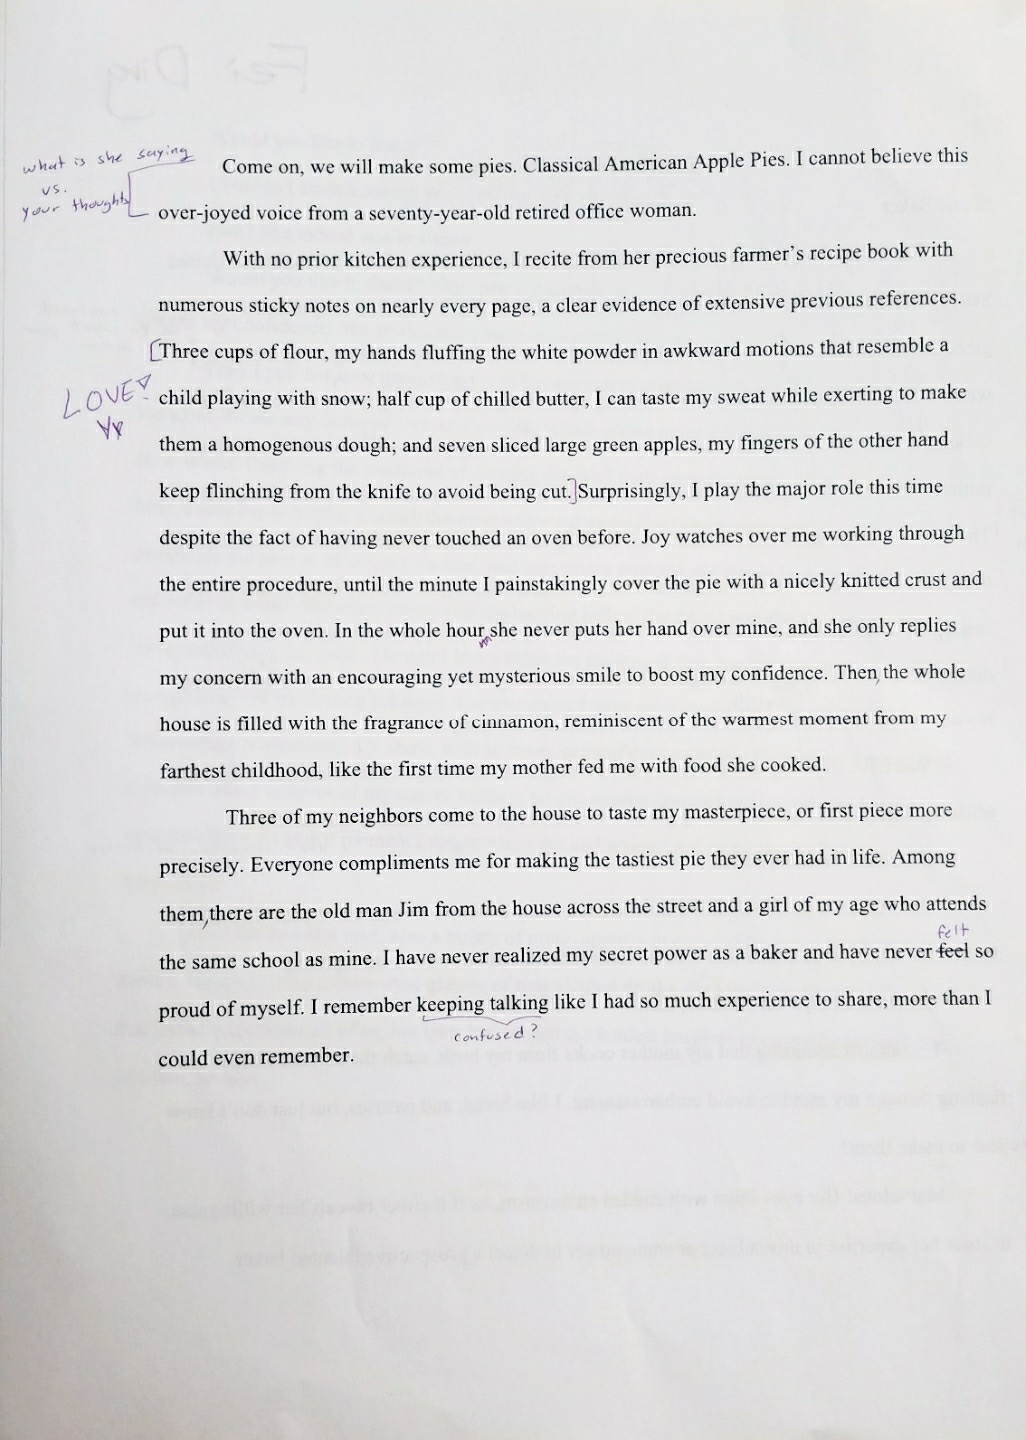 what is she saying
vs.
your thoughts
Come on, we will make some pies. Classical American Apple Pies. I cannot believe this
over-joyed voice from a seventy-year-old retired office woman.
With no prior kitchen experience, I recite from her precious farmer's recipe book with
numerous sticky notes on nearly every page, a clear evidence of extensive previous references.
[Three cups of flour, my hands fluffing the white powder in awkward motions that resemble a
LOVE!
child playing with snow; half cup of chilled butter, I can taste my sweat while exerting to make
them a homogenous dough; and seven sliced large green apples, my fingers of the other hand
keep flinching from the knife to avoid being cut.] Surprisingly, I play the major role this time
despite the fact of having never touched an oven before. Joy watches over me working through
the entire procedure, until the minute I painstakingly cover the pie with a nicely knitted crust and
put it into the oven. In the whole hour, she never puts her hand over mine, and she only replies
my concern with an encouraging yet mysterious smile to boost my confidence. Then, the whole
house is filled with the fragrance of cinnamon, reminiscent of the warmest moment from my
farthest childhood, like the first time my mother fed me with food she cooked.
Three of my neighbors come to the house to taste my masterpiece, or first piece more
precisely. Everyone compliments me for making the tastiest pie they ever had in life. Among
them, there are the old man Jim from the house across the street and a girl of my age who attends
felt
the same school as mine. I have never realized my secret power as a baker and have never feel so
proud of myself. I remember keeping talking like I had so much experience to share, more than I
confused?
could even remember.